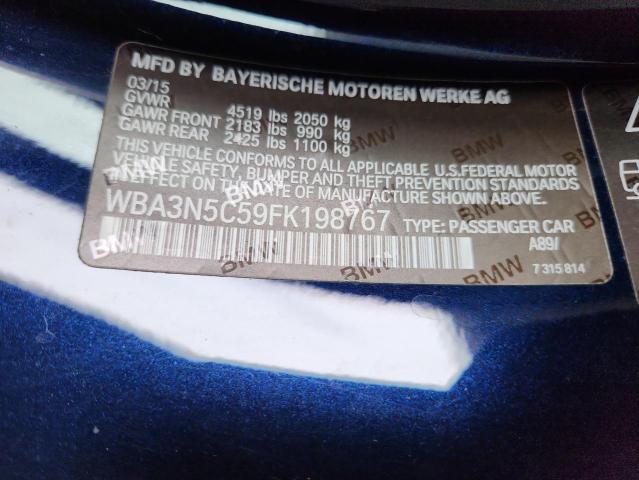 MFD BY BAYERISCHE MOTOREN WERKE AG
03/15
GVWR 4519 lbs 2050 kg
GAWR FRONT 2183 lbs 990 kg
GAWR REAR 2425 lbs 1100 kg
THIS VEHICLE CONFORMS TO ALL APPLICABLE U.S.FEDERAL MOTOR
VEHICLE SAFETY, BUMPER, AND THEFT PREVENTION STANDARDS
IN EFFECT ON THE DATE OF MANUFACTURE SHOWN ABOVE.
WBA3N5C59FK198767 TYPE: PASSENGER CAR
A89/
7 315 814